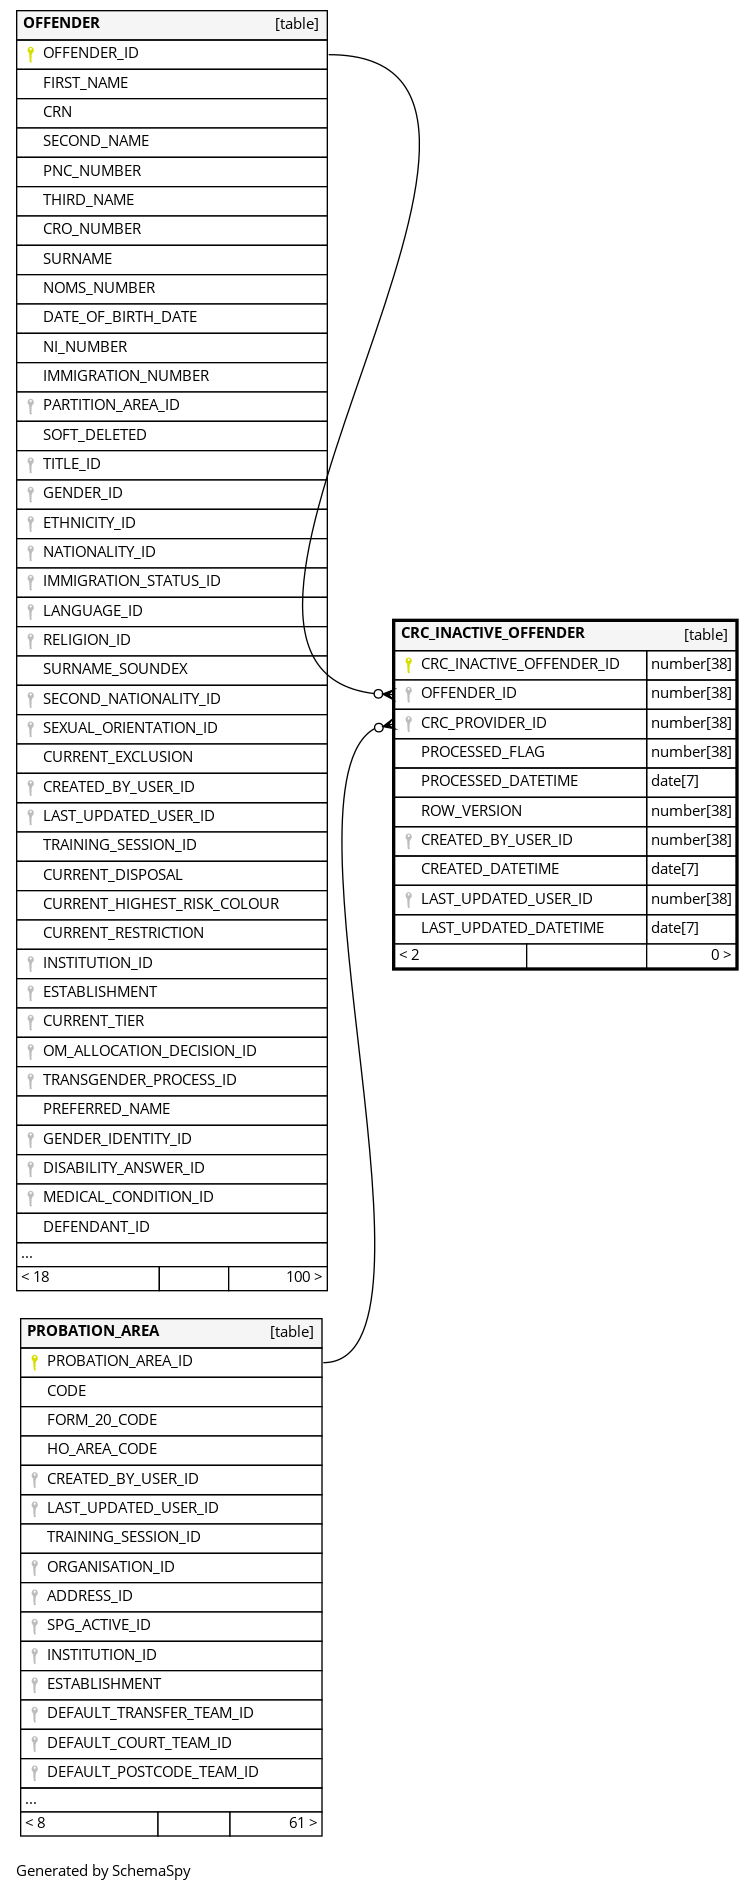 OFFENDER [table]
OFFENDER_ID
FIRST_NAME
CRN
SECOND_NAME
PNC_NUMBER
THIRD_NAME
CRO_NUMBER
SURNAME
NOMS_NUMBER
DATE_OF_BIRTH_DATE
NI_NUMBER
IMMIGRATION_NUMBER
PARTITION_AREA_ID
SOFT_DELETED
TITLE_ID
GENDER_ID
ETHNICITY_ID
NATIONALITY_ID
IMMIGRATION_STATUS_ID
LANGUAGE_ID
RELIGION_ID
SURNAME_SOUNDEX
SECOND_NATIONALITY_ID
SEXUAL_ORIENTATION_ID
CURRENT_EXCLUSION
CREATED_BY_USER_ID
LAST_UPDATED_USER_ID
TRAINING_SESSION_ID
CURRENT_DISPOSAL
CURRENT_HIGHEST_RISK_COLOUR
CURRENT_RESTRICTION
INSTITUTION_ID
ESTABLISHMENT
CURRENT_TIER
OM_ALLOCATION_DECISION_ID
TRANSGENDER_PROCESS_ID
PREFERRED_NAME
GENDER_IDENTITY_ID
DISABILITY_ANSWER_ID
MEDICAL_CONDITION_ID
DEFENDANT_ID
...
< 18 100 >
CRC_INACTIVE_OFFENDER [table]
CRC_INACTIVE_OFFENDER_ID number[38]
OFFENDER_ID number[38]
CRC_PROVIDER_ID number[38]
PROCESSED_FLAG number[38]
PROCESSED_DATETIME date[7]
ROW_VERSION number[38]
CREATED_BY_USER_ID number[38]
CREATED_DATETIME date[7]
LAST_UPDATED_USER_ID number[38]
LAST_UPDATED_DATETIME date[7]
< 2 0 >
PROBATION_AREA [table]
PROBATION_AREA_ID
CODE
FORM_20_CODE
HO_AREA_CODE
CREATED_BY_USER_ID
LAST_UPDATED_USER_ID
TRAINING_SESSION_ID
ORGANISATION_ID
ADDRESS_ID
SPG_ACTIVE_ID
INSTITUTION_ID
ESTABLISHMENT
DEFAULT_TRANSFER_TEAM_ID
DEFAULT_COURT_TEAM_ID
DEFAULT_POSTCODE_TEAM_ID
...
< 8 61 >
Generated by SchemaSpy